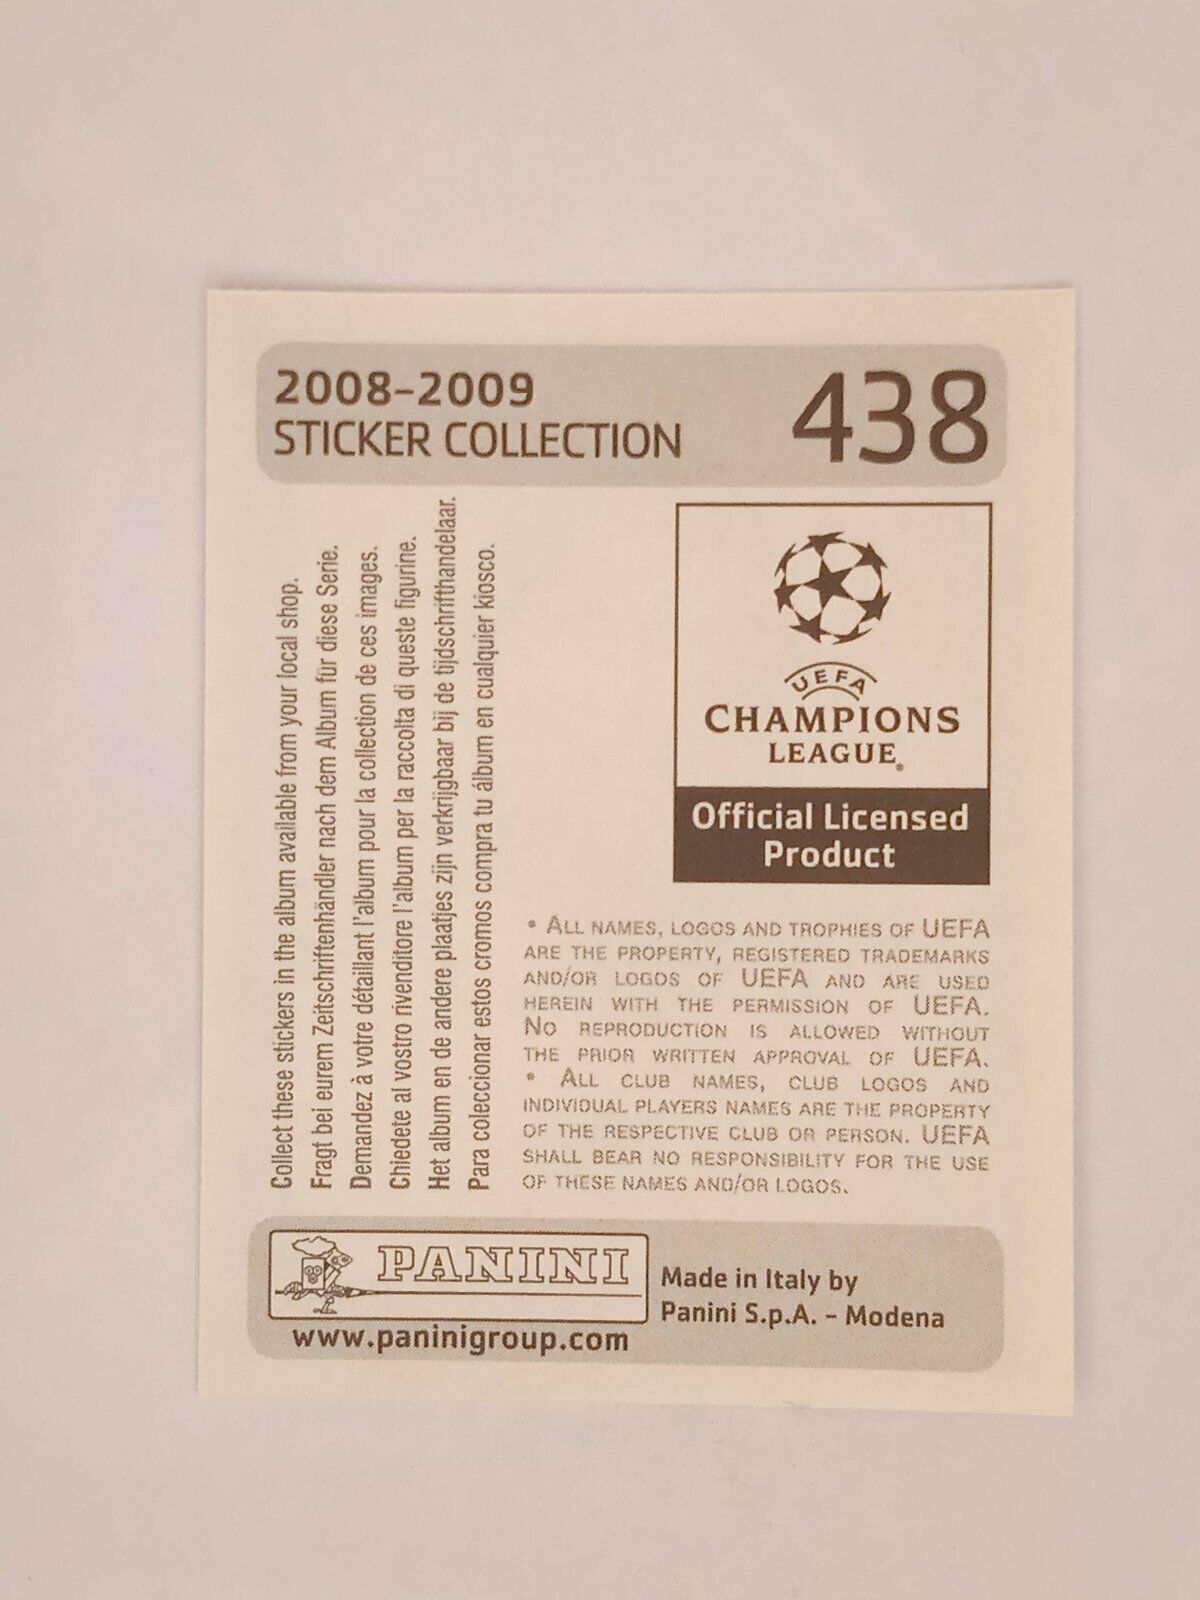 2008-2009
STICKER COLLECTION
438
Collect these stickers in the album available from your local shop.
Fragt bei eurem Zeitschriftenhändler nach dem Album für diese Serie.
Demandez à votre détaillant l'album pour la collection de ces images.
Chiedete al vostro rivenditore l'album per la raccolta di queste figurine.
Het album en de andere plaatjes zijn verkrijgbaar bij de tijdschrifthandelaar.
Para coleccionar estos cromos compra tu álbum en cualquier kiosco.
UEFA
CHAMPIONS
LEAGUE®
Official Licensed
Product
• ALL NAMES, LOGOS AND TROPHIES OF UEFA
ARE THE PROPERTY, REGISTERED TRADEMARKS
AND/OR LOGOS OF UEFA AND ARE USED
HEREIN WITH THE PERMISSION OF UEFA.
NO REPRODUCTION IS ALLOWED WITHOUT
THE PRIOR WRITTEN APPROVAL OF UEFA.
• ALL CLUB NAMES, CLUB LOGOS AND
INDIVIDUAL PLAYERS NAMES ARE THE PROPERTY
OF THE RESPECTIVE CLUB OR PERSON. UEFA
SHALL BEAR NO RESPONSIBILITY FOR THE USE
OF THESE NAMES AND/OR LOGOS.
PANINI
www.paninigroup.com
Made in Italy by
Panini S.p.A. - Modena